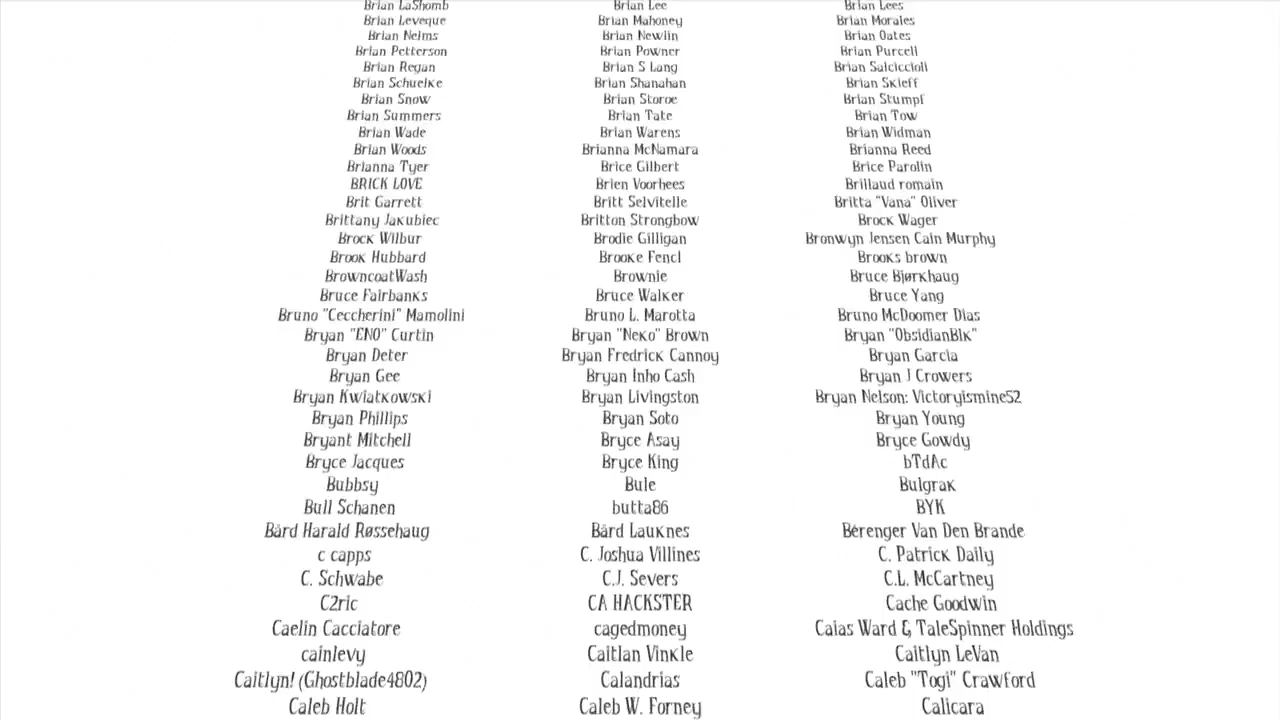 Brian LaShomb Brian Lee Brian Lees
Brian Leveque Brian Mahoney Brian Morales
Brian Nelms Brian Newlin Brian Oates
Brian Petterson Brian Powner Brian Purcell
Brian Regan Brian S Lang Brian Salciccioli
Brian Schuelke Brian Shanahan Brian Skieff
Brian Snow Brian Storoe Brian Stumpf
Brian Summers Brian Tate Brian Tow
Brian Wade Brian Warens Brian Widman
Brian Woods Brianna McNamara Brianna Reed
Brianna Tyer Brice Gilbert Brice Parolin
BRICK LOVE Brien Voorhees Brillaud romain
Brit Garrett Britt Selvitelle Britta "Vana" Oliver
Brittany Jakubiec Britton Strongbow Brock Wager
Brock Wilbur Brodie Gilligan Bronwyn Jensen Cain Murphy
Brook Hubbard Brooke Fencl Brooks brown
BrowncoatWash Brownie Bruce Bjørkhaug
Bruce Fairbanks Bruce Walker Bruce Yang
Bruno "Ceccherini" Mamolini Bruno L. Marotta Bruno McDoomer Dias
Bryan "ENO" Curtin Bryan "Neko" Brown Bryan "ObsidianBlk"
Bryan Deter Bryan Fredrick Cannoy Bryan Garcia
Bryan Gee Bryan Inho Cash Bryan J Crowers
Bryan Kwiatkowski Bryan Livingston Bryan Nelson: Victoryismine52
Bryan Phillips Bryan Soto Bryan Young
Bryant Mitchell Bryce Asay Bryce Gowdy
Bryce Jacques Bryce King bTdAc
Bubbsy Bule Bulgrak
Bull Schanen butta86 BYK
Bård Harald Røssehaug Bård Lauknes Bérenger Van Den Brande
c capps C. Joshua Villines C. Patrick Daily
C. Schwabe C.J. Severs C.L. McCartney
C2ric CA HACKSTER Cache Goodwin
Caelin Cacciatore cagedmoney Caias Ward & TaleSpinner Holdings
cainlevy Caitlan Vinkle Caitlyn LeVan
Caitlyn! (Ghostblade4802) Calandrias Caleb "Togi" Crawford
Caleb Holt Caleb W. Forney Calicara